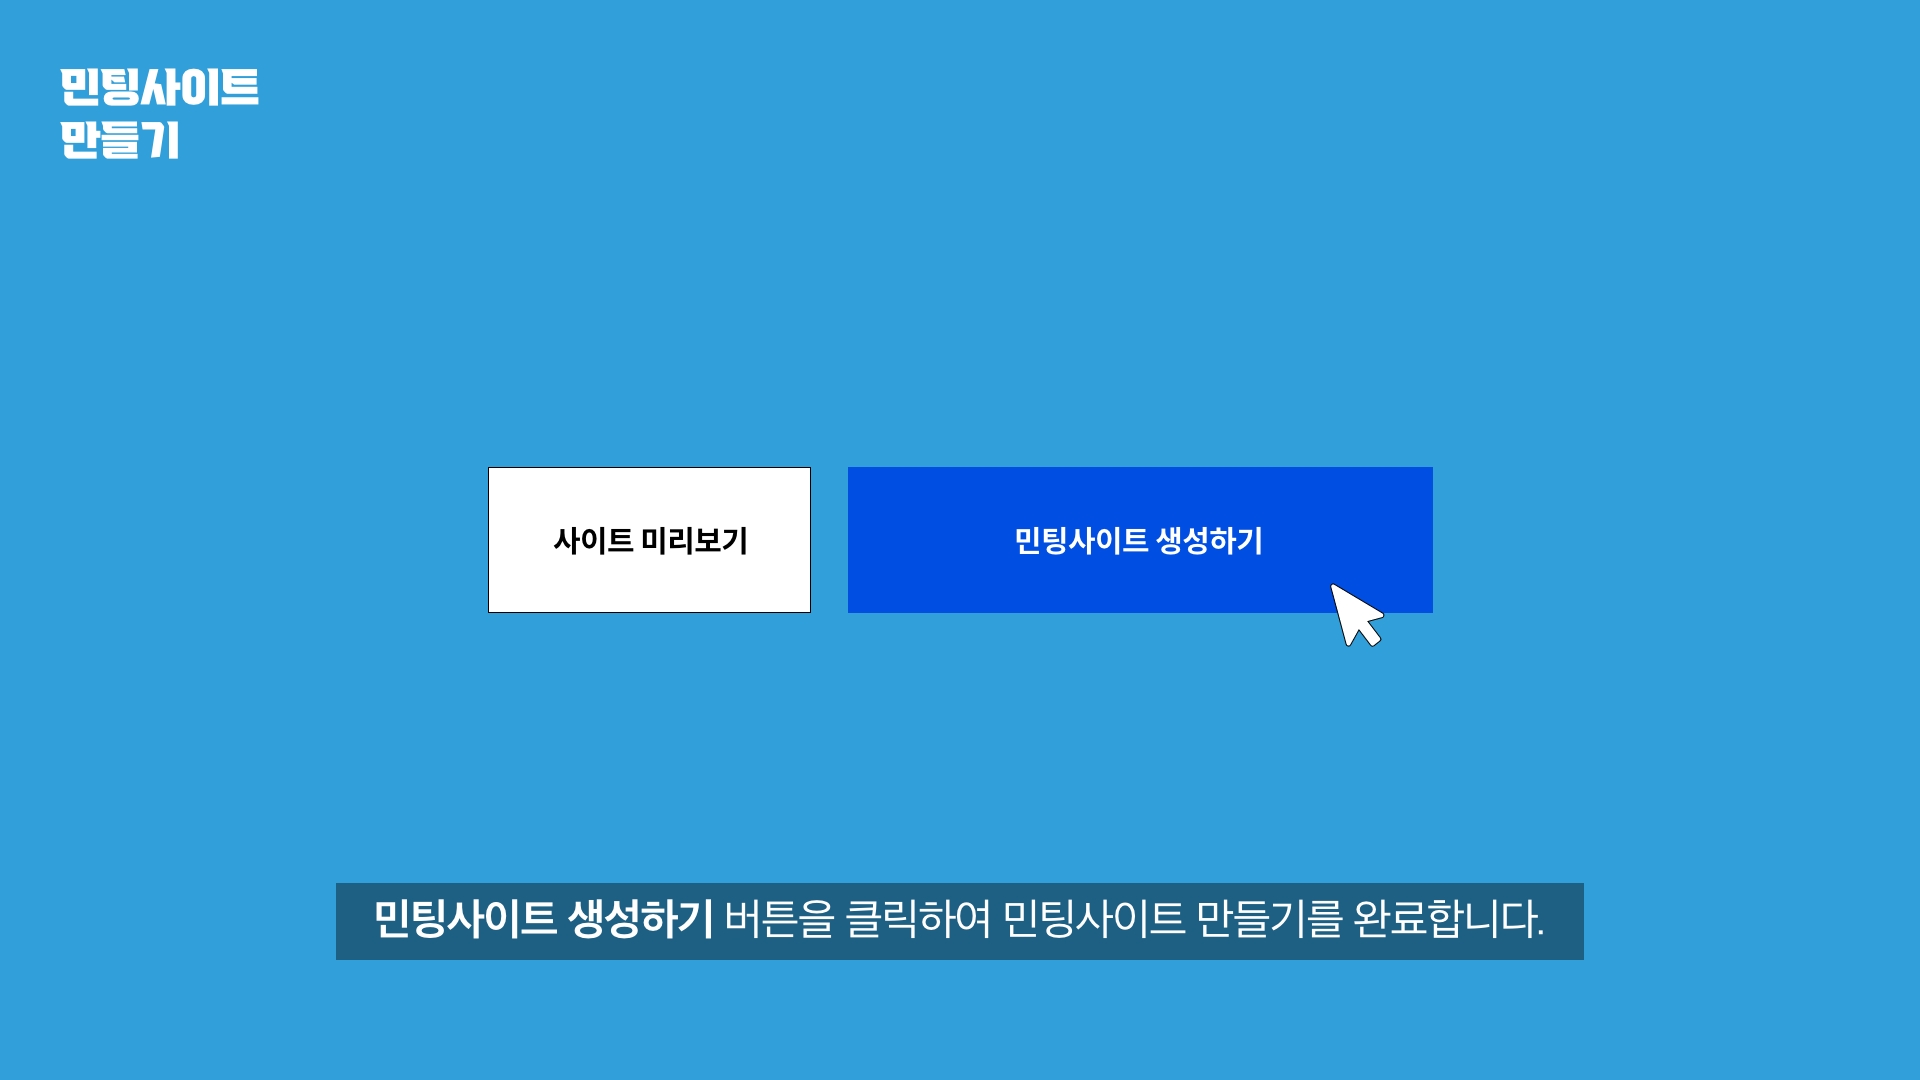 민팅사이트
만들기
사이트 미리보기
민팅사이트 생성하기
민팅사이트 생성하기 버튼을 클릭하여 민팅사이트 만들기를 완료합니다.